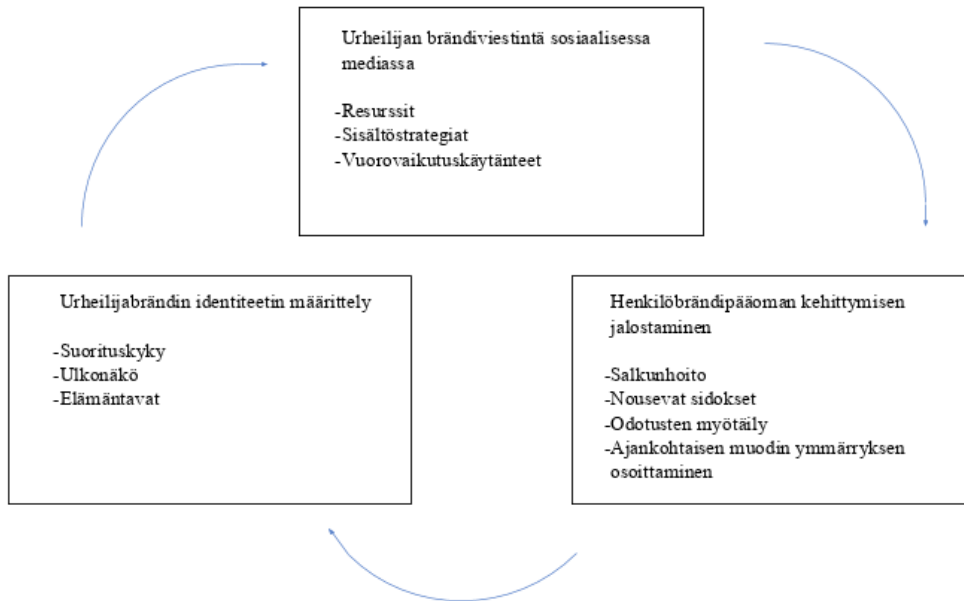 Urheilijan brändiviestintä sosiaalisessa
mediassa
-Resurssit
-Sisältöstrategiat
-Vuorovaikutuskäytänteet
Urheilijabrändin identiteetin määrittely
-Suorituskyky
-Ulkonäkö
-Elämäntavat
Henkilöbrändipääoman kehittymisen
jalostaminen
-Salkunhoito
-Nousevat sidokset
-Odotusten myötäily
-Ajankohtaisen muodin ymmärryksen
osoittaminen